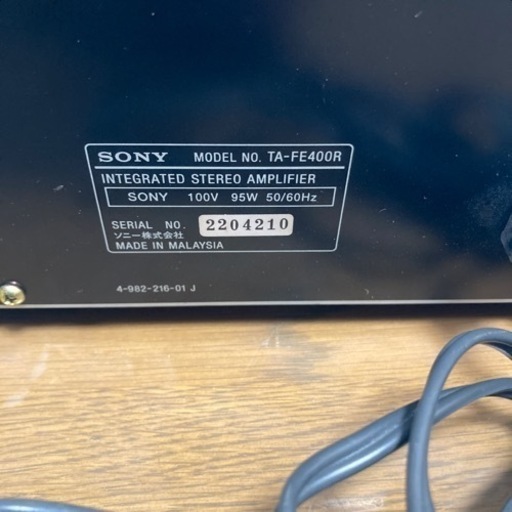 SONY MODEL NO. TA-FE400R
INTEGRATED STEREO AMPLIFIER
SONY 100V 95W 50/60Hz
SERIAL NO. 2204210
ソニー株式会社
MADE IN MALAYSIA
4-982-216-01 J